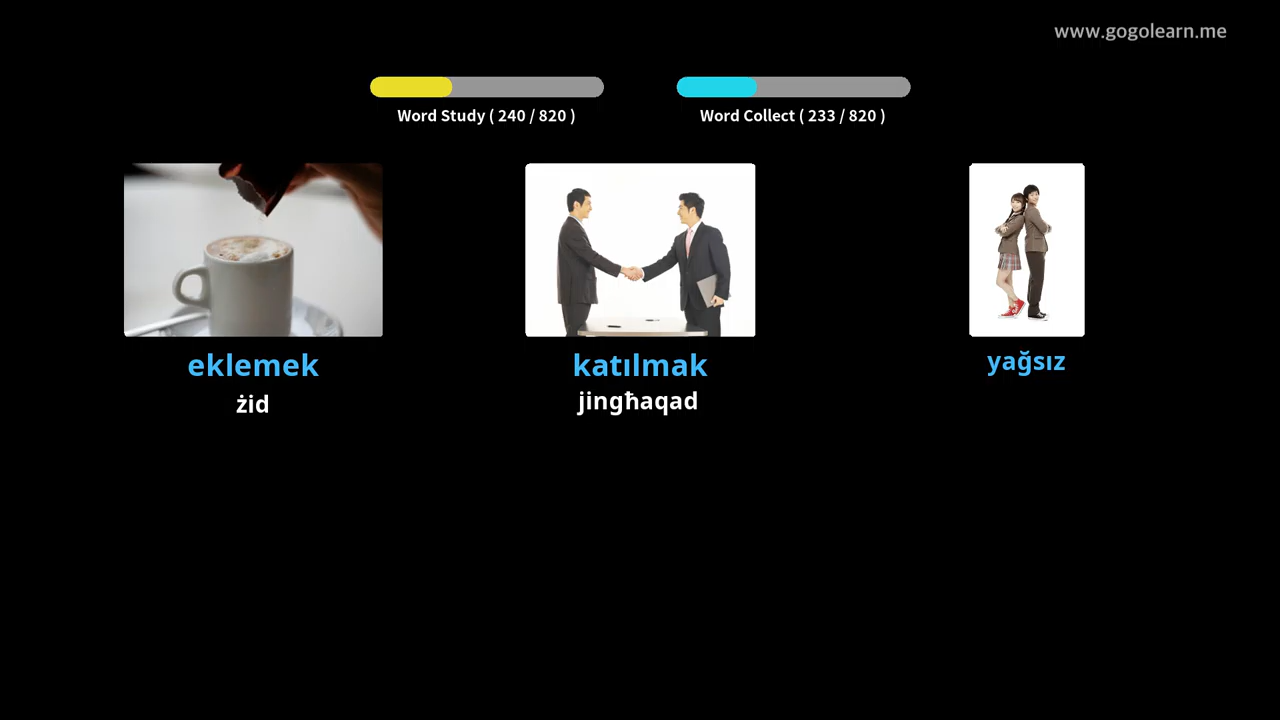 www.gogolearn.me
Word Study ( 240 / 820 )
Word Collect ( 233 / 820 )
eklemek
żid
katılmak
jingħaqad
yağsız